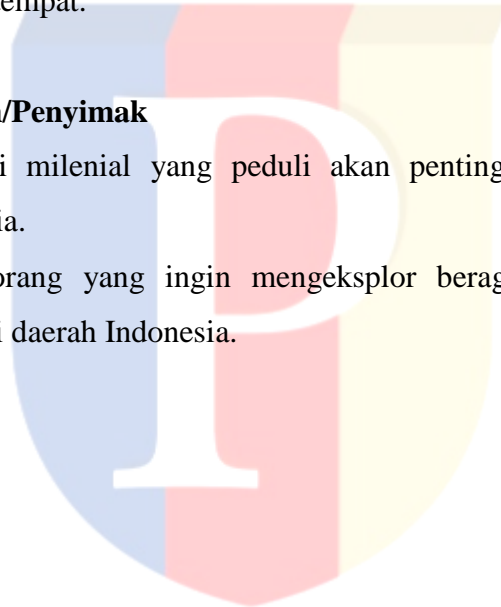 empat.
/Penyimak
i milenial yang peduli akan penting
ia.
orang yang ingin mengeksplor berag
i daerah Indonesia.
P